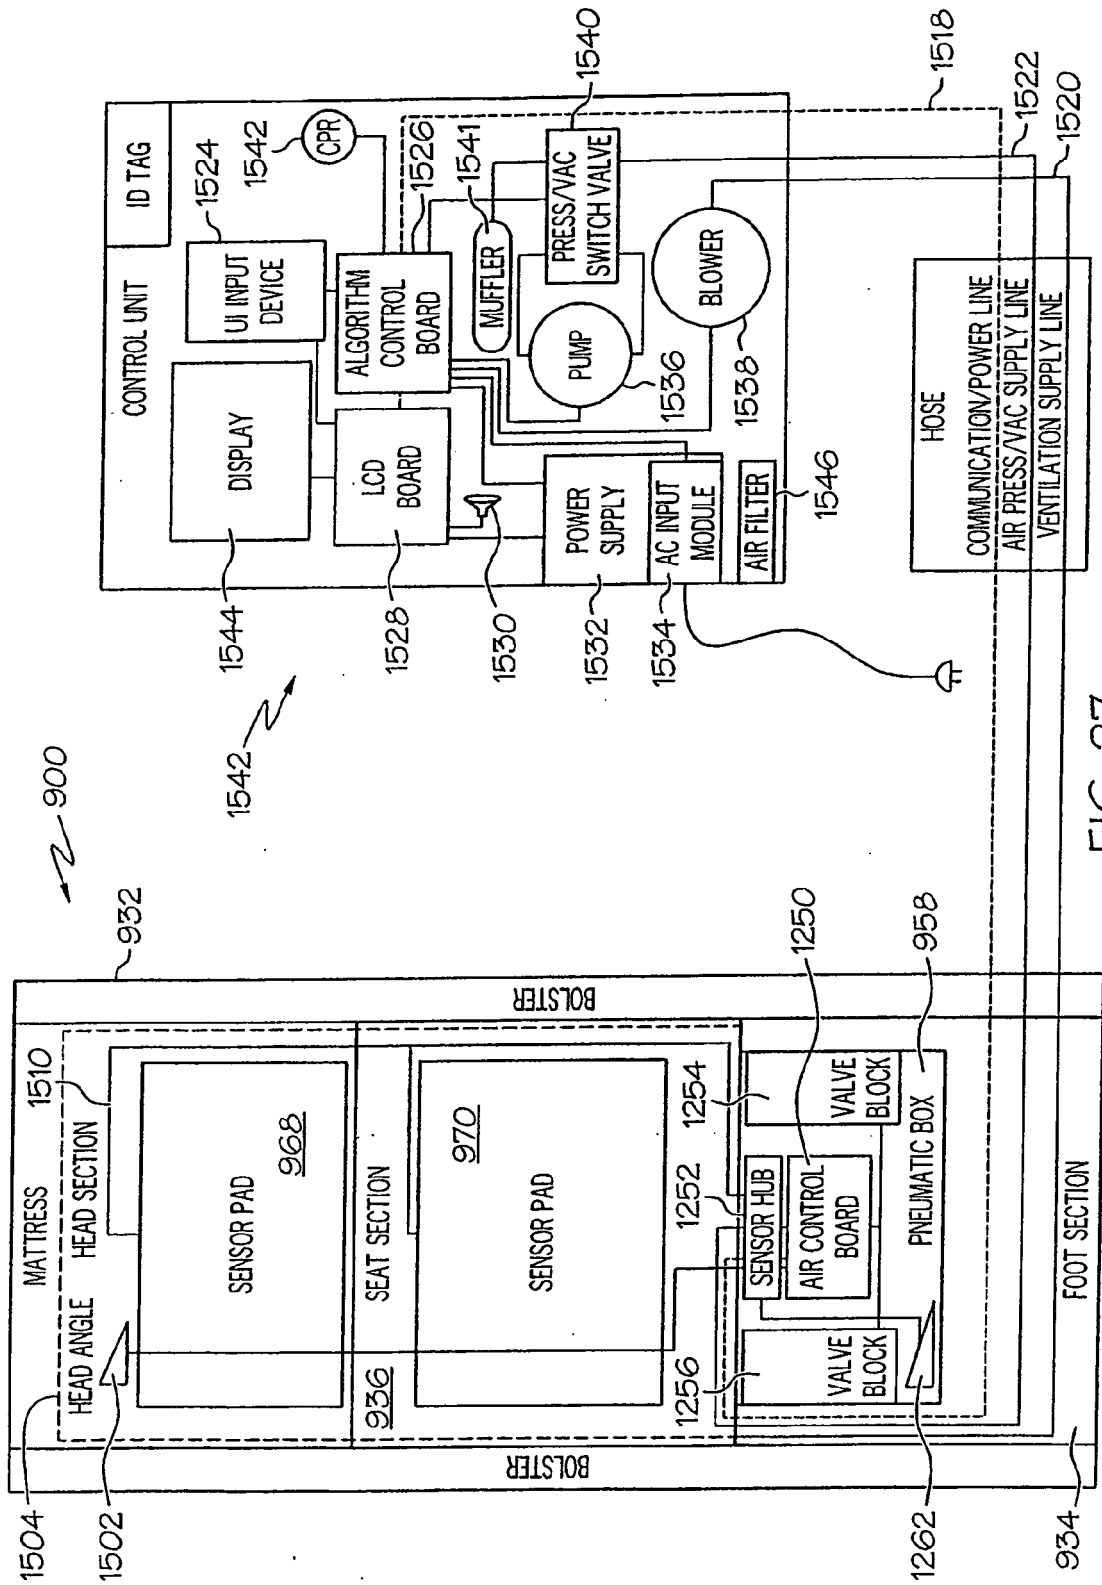 900
1504
1502
MATTRESS
HEAD ANGLE
HEAD SECTION
1510
932
SENSOR PAD
968
BOLSTER
BOLSTER
936
SEAT SECTION
SENSOR PAD
970
1256
1252
1254
1250
958
VALVE
BLOCK
SENSOR HUB
AIR CONTROL
BOARD
VALVE
BLOCK
PNEUMATIC BOX
1262
934
FOOT SECTION
1542
CONTROL UNIT
ID TAG
1544
DISPLAY
UI INPUT
DEVICE
1524
1542
CPR
1528
LCD
BOARD
ALGORITHM
CONTROL
BOARD
1526
1530
1541
MUFFLER
1540
1532
POWER
SUPPLY
PUMP
1536
PRESS/VAC
SWITCH VALVE
1534
AC INPUT
MODULE
BLOWER
1538
AIR FILTER
1546
1518
1522
1520
HOSE
COMMUNICATION/POWER LINE
AIR PRESS/VAC SUPPLY LINE
VENTILATION SUPPLY LINE